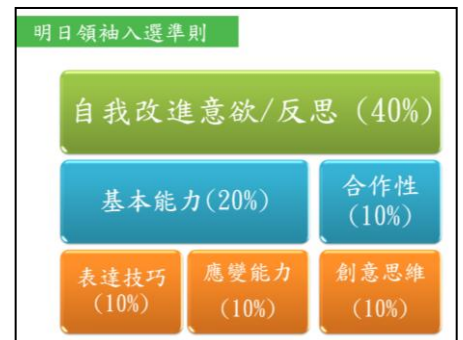 明日領袖入選準則
自我改進意欲/反思 (40%)
基本能力(20%)
合作性
(10%)
表達技巧
(10%)
應變能力
(10%)
創意思維
(10%)